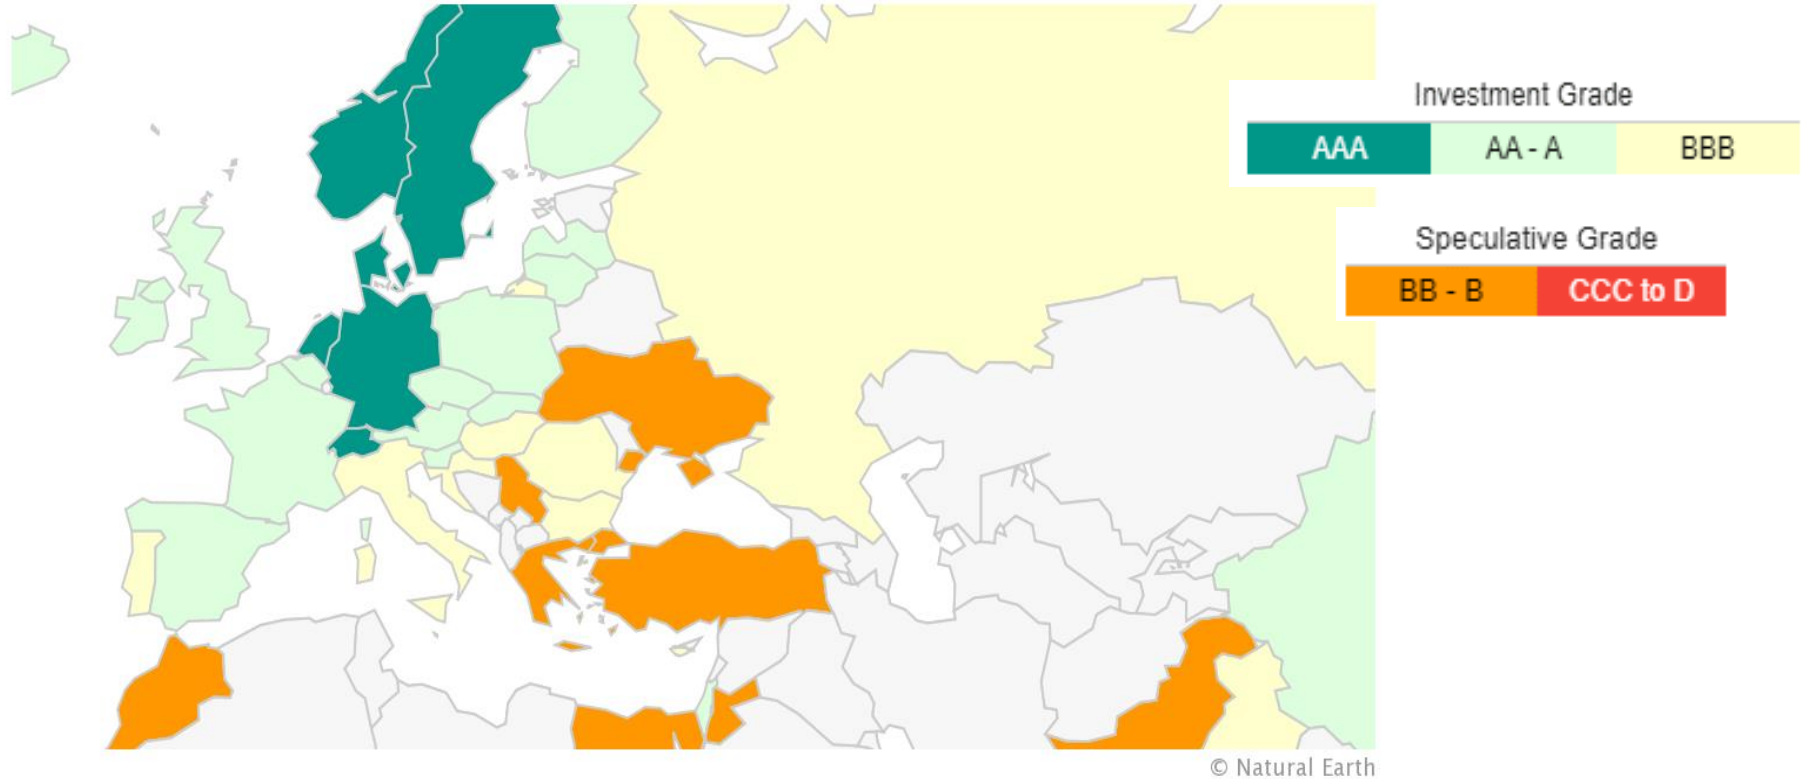 Investment Grade
AAA AA - A BBB
Speculative Grade
BB - B CCC to D
© Natural Earth